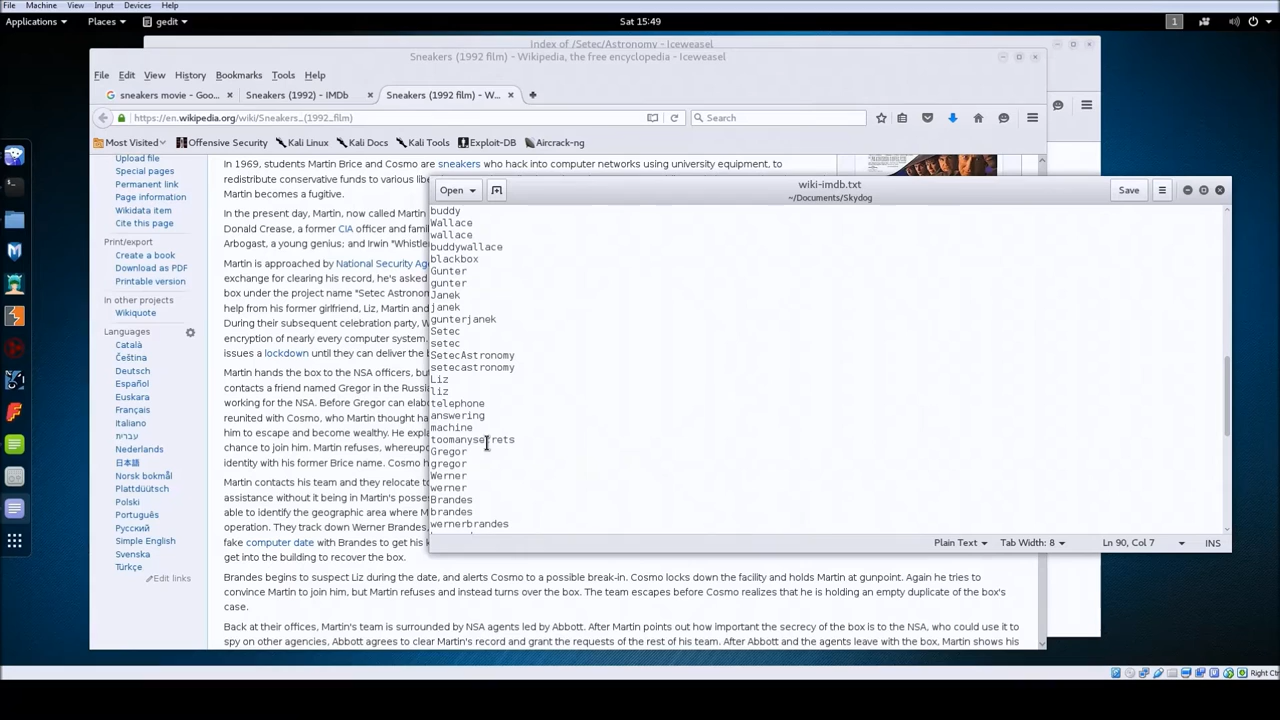 File Machine View Input Devices Help
Applications Places gedit Sat 15:49 1
Index of /Setec/Astronomy - Iceweasel
Sneakers (1992 film) - Wikipedia, the free encyclopedia - Iceweasel
File Edit View History Bookmarks Tools Help
sneakers movie - Goo... Sneakers (1992) - IMDb Sneakers (1992 film) - W...
https://en.wikipedia.org/wiki/Sneakers_(1992_film) Search
Most Visited Offensive Security Kali Linux Kali Docs Kali Tools Exploit-DB Aircrack-ng
Upload file
Special pages
Permanent link
Page information
Wikidata item
Cite this page
Print/export
Create a book
Download as PDF
Printable version
In other projects
Wikiquote
Languages
Català
Čeština
Deutsch
Español
Français
Italiano
עברית
Nederlands
日本語
Norsk bokmål
Plattdüütsch
Polski
Português
Русский
Simple English
Svenska
Türkçe
Edit links
In 1969, students Martin Brice and Cosmo are sneakers who hack into computer networks using university equipment, to
redistribute conservative funds to various libe
Martin becomes a fugitive.
In the present day, Martin, now called Martin
Donald Crease, a former CIA officer and famil
Arbogast, a young genius; and Irwin "Whistle
Martin is approached by National Security Age
exchange for clearing his record, he's asked
box under the project name "Setec Astronom
help from his former girlfriend, Liz, Martin and
During their subsequent celebration party, W
encryption of nearly every computer system.
issues a lockdown until they can deliver the b
Martin hands the box to the NSA officers, but
contacts a friend named Gregor in the Russia
working for the NSA. Before Gregor can elabo
reunited with Cosmo, who Martin thought ha
him to escape and become wealthy. He expla
chance to join him. Martin refuses, whereupo
identity with his former Brice name. Cosmo h
Martin contacts his team and they relocate to
assistance without it being in Martin's posses
able to identify the geographic area where M
operation. They track down Werner Brandes,
fake computer date with Brandes to get his k
get into the building to recover the box.
Brandes begins to suspect Liz during the date, and alerts Cosmo to a possible break-in. Cosmo locks down the facility and holds Martin at gunpoint. Again he tries to
convince Martin to join him, but Martin refuses and instead turns over the box. The team escapes before Cosmo realizes that he is holding an empty duplicate of the box's
case.
Back at their offices, Martin's team is surrounded by NSA agents led by Abbott. After Martin points out how important the secrecy of the box is to the NSA, who could use it to
spy on other agencies, Abbott agrees to clear Martin's record and grant the requests of the rest of his team. After Abbott and the agents leave with the box, Martin shows his
Open wiki-imdb.txt Save
~/Documents/Skydog
buddy
Wallace
wallace
buddywallace
blackbox
Gunter
gunter
Janek
janek
gunterjanek
Setec
setec
SetecAstronomy
setecastronomy
Liz
liz
telephone
answering
machine
toomanysecrets
Gregor
gregor
Werner
werner
Brandes
brandes
wernerbrandes
Plain Text Tab Width: 8 Ln 90, Col 7 INS
Right Ctrl